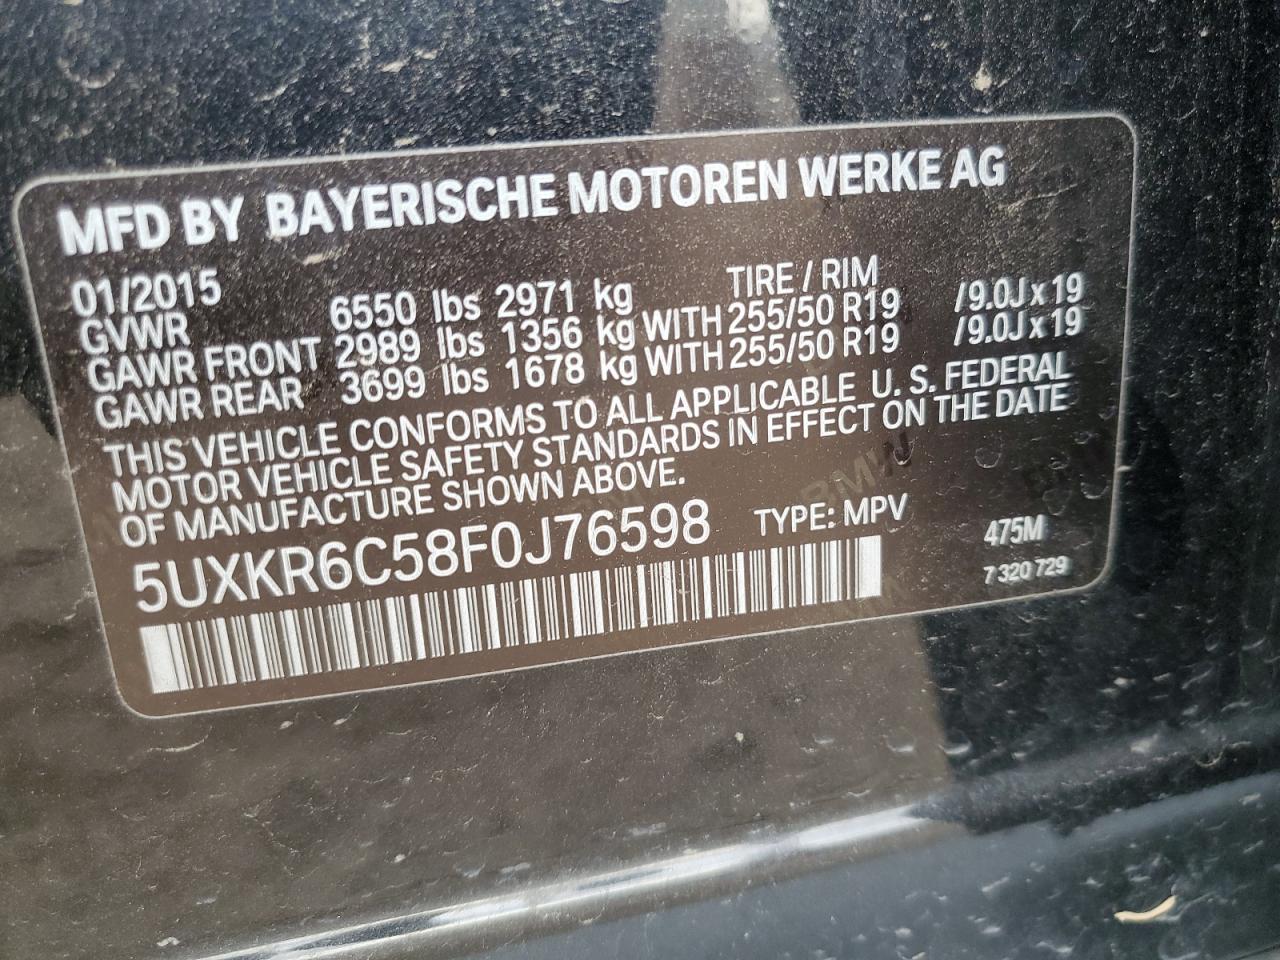 MFD BY BAYERISCHE MOTOREN WERKE AG
01/2015 TIRE / RIM
GVWR 6550 lbs 2971 kg
GAWR FRONT 2989 lbs 1356 kg WITH 255/50 R19 /9.0J x 19
GAWR REAR 3699 lbs 1678 kg WITH 255/50 R19 /9.0J x 19
THIS VEHICLE CONFORMS TO ALL APPLICABLE U. S. FEDERAL
MOTOR VEHICLE SAFETY STANDARDS IN EFFECT ON THE DATE
OF MANUFACTURE SHOWN ABOVE.
5UXKR6C58F0J76598 TYPE: MPV 475M
7 320 729
BMW